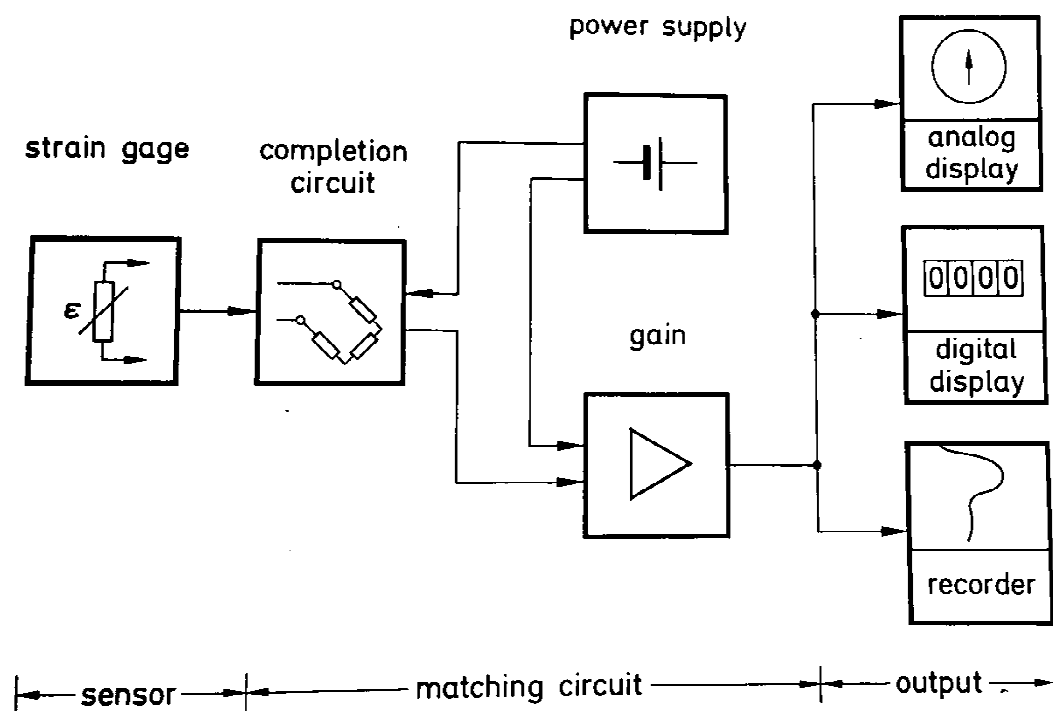 power supply
strain gage
completion
circuit
ε
gain
analog
display
0000
digital
display
recorder
sensor
matching circuit
output